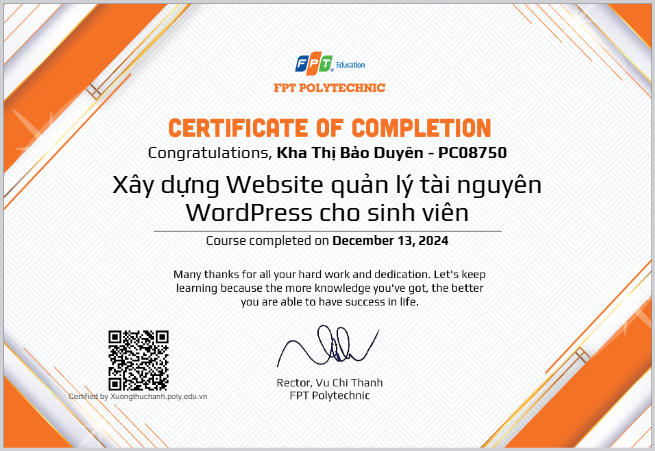 FPT Education
FPT POLYTECHNIC
CERTIFICATE OF COMPLETION
Congratulations, Kha Thị Bảo Duyên - PC08750
Xây dựng Website quản lý tài nguyên
WordPress cho sinh viên
Course completed on December 13, 2024
Many thanks for all your hard work and dedication. Let's keep
learning because the more knowledge you've got, the better
you are able to have success in life.
Rector, Vu Chi Thanh
FPT Polytechnic
Certified by Xuongthuchanh.poly.edu.vn